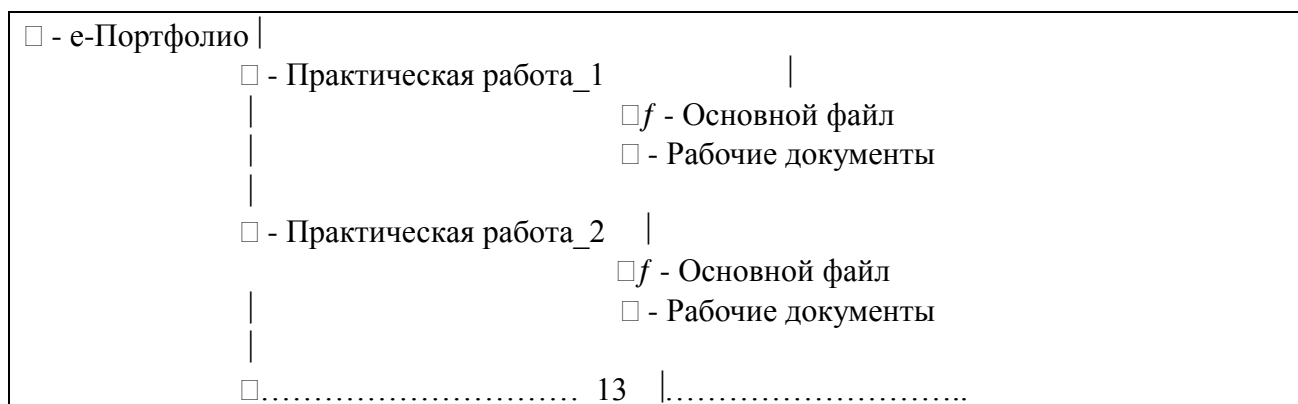 □ - е-Портфолио |
□ - Практическая работа_1 |
| □f - Основной файл
| □ - Рабочие документы
|
□ - Практическая работа_2 |
□f - Основной файл
| □ - Рабочие документы
|
□………………………… 13 |………………………..